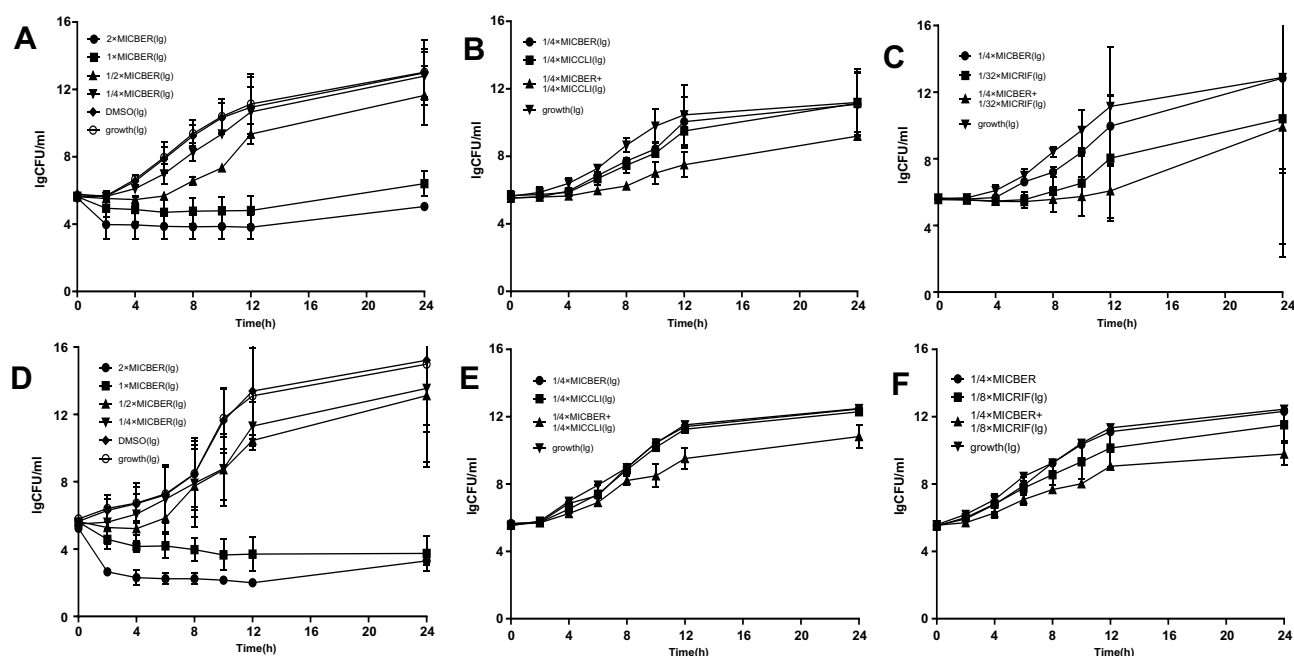 A
16
12
8
4
0
lgCFU/ml
2×MICBER(lg)
1×MICBER(lg)
1/2×MICBER(lg)
1/4×MICBER(lg)
DMSO(lg)
growth(lg)
0 4 8 12 16 20 24
Time(h)
B
16
12
8
4
0
lgCFU/ml
1/4×MICBER(lg)
1/4×MICCLI(lg)
1/4×MICBER+
1/4×MICCLI(lg)
growth(lg)
0 4 8 12 16 20 24
Time(h)
C
16
12
8
4
0
lgCFU/ml
1/4×MICBER(lg)
1/32×MICRIF(lg)
1/4×MICBER+
1/32×MICRIF(lg)
growth(lg)
0 4 8 12 16 20 24
Time(h)
D
16
12
8
4
0
lgCFU/ml
2×MICBER(lg)
1×MICBER(lg)
1/2×MICBER(lg)
1/4×MICBER(lg)
DMSO(lg)
growth(lg)
0 4 8 12 16 20 24
Time(h)
E
16
12
8
4
0
lgCFU/ml
1/4×MICBER(lg)
1/4×MICCLI(lg)
1/4×MICBER+
1/4×MICCLI(lg)
growth(lg)
0 4 8 12 16 20 24
Time(h)
F
16
12
8
4
0
lgCFU/ml
1/4×MICBER
1/8×MICRIF(lg)
1/4×MICBER+
1/8×MICRIF(lg)
growth(lg)
0 4 8 12 16 20 24
Time(h)